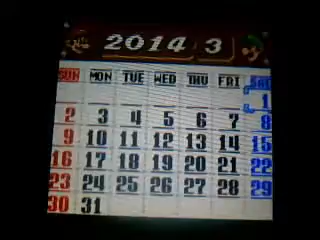 2014 3
SUN MON TUE WED THU FRI SAT
1
2 3 4 5 6 7 8
9 10 11 12 13 14 15
16 17 18 19 20 21 22
23 24 25 26 27 28 29
30 31